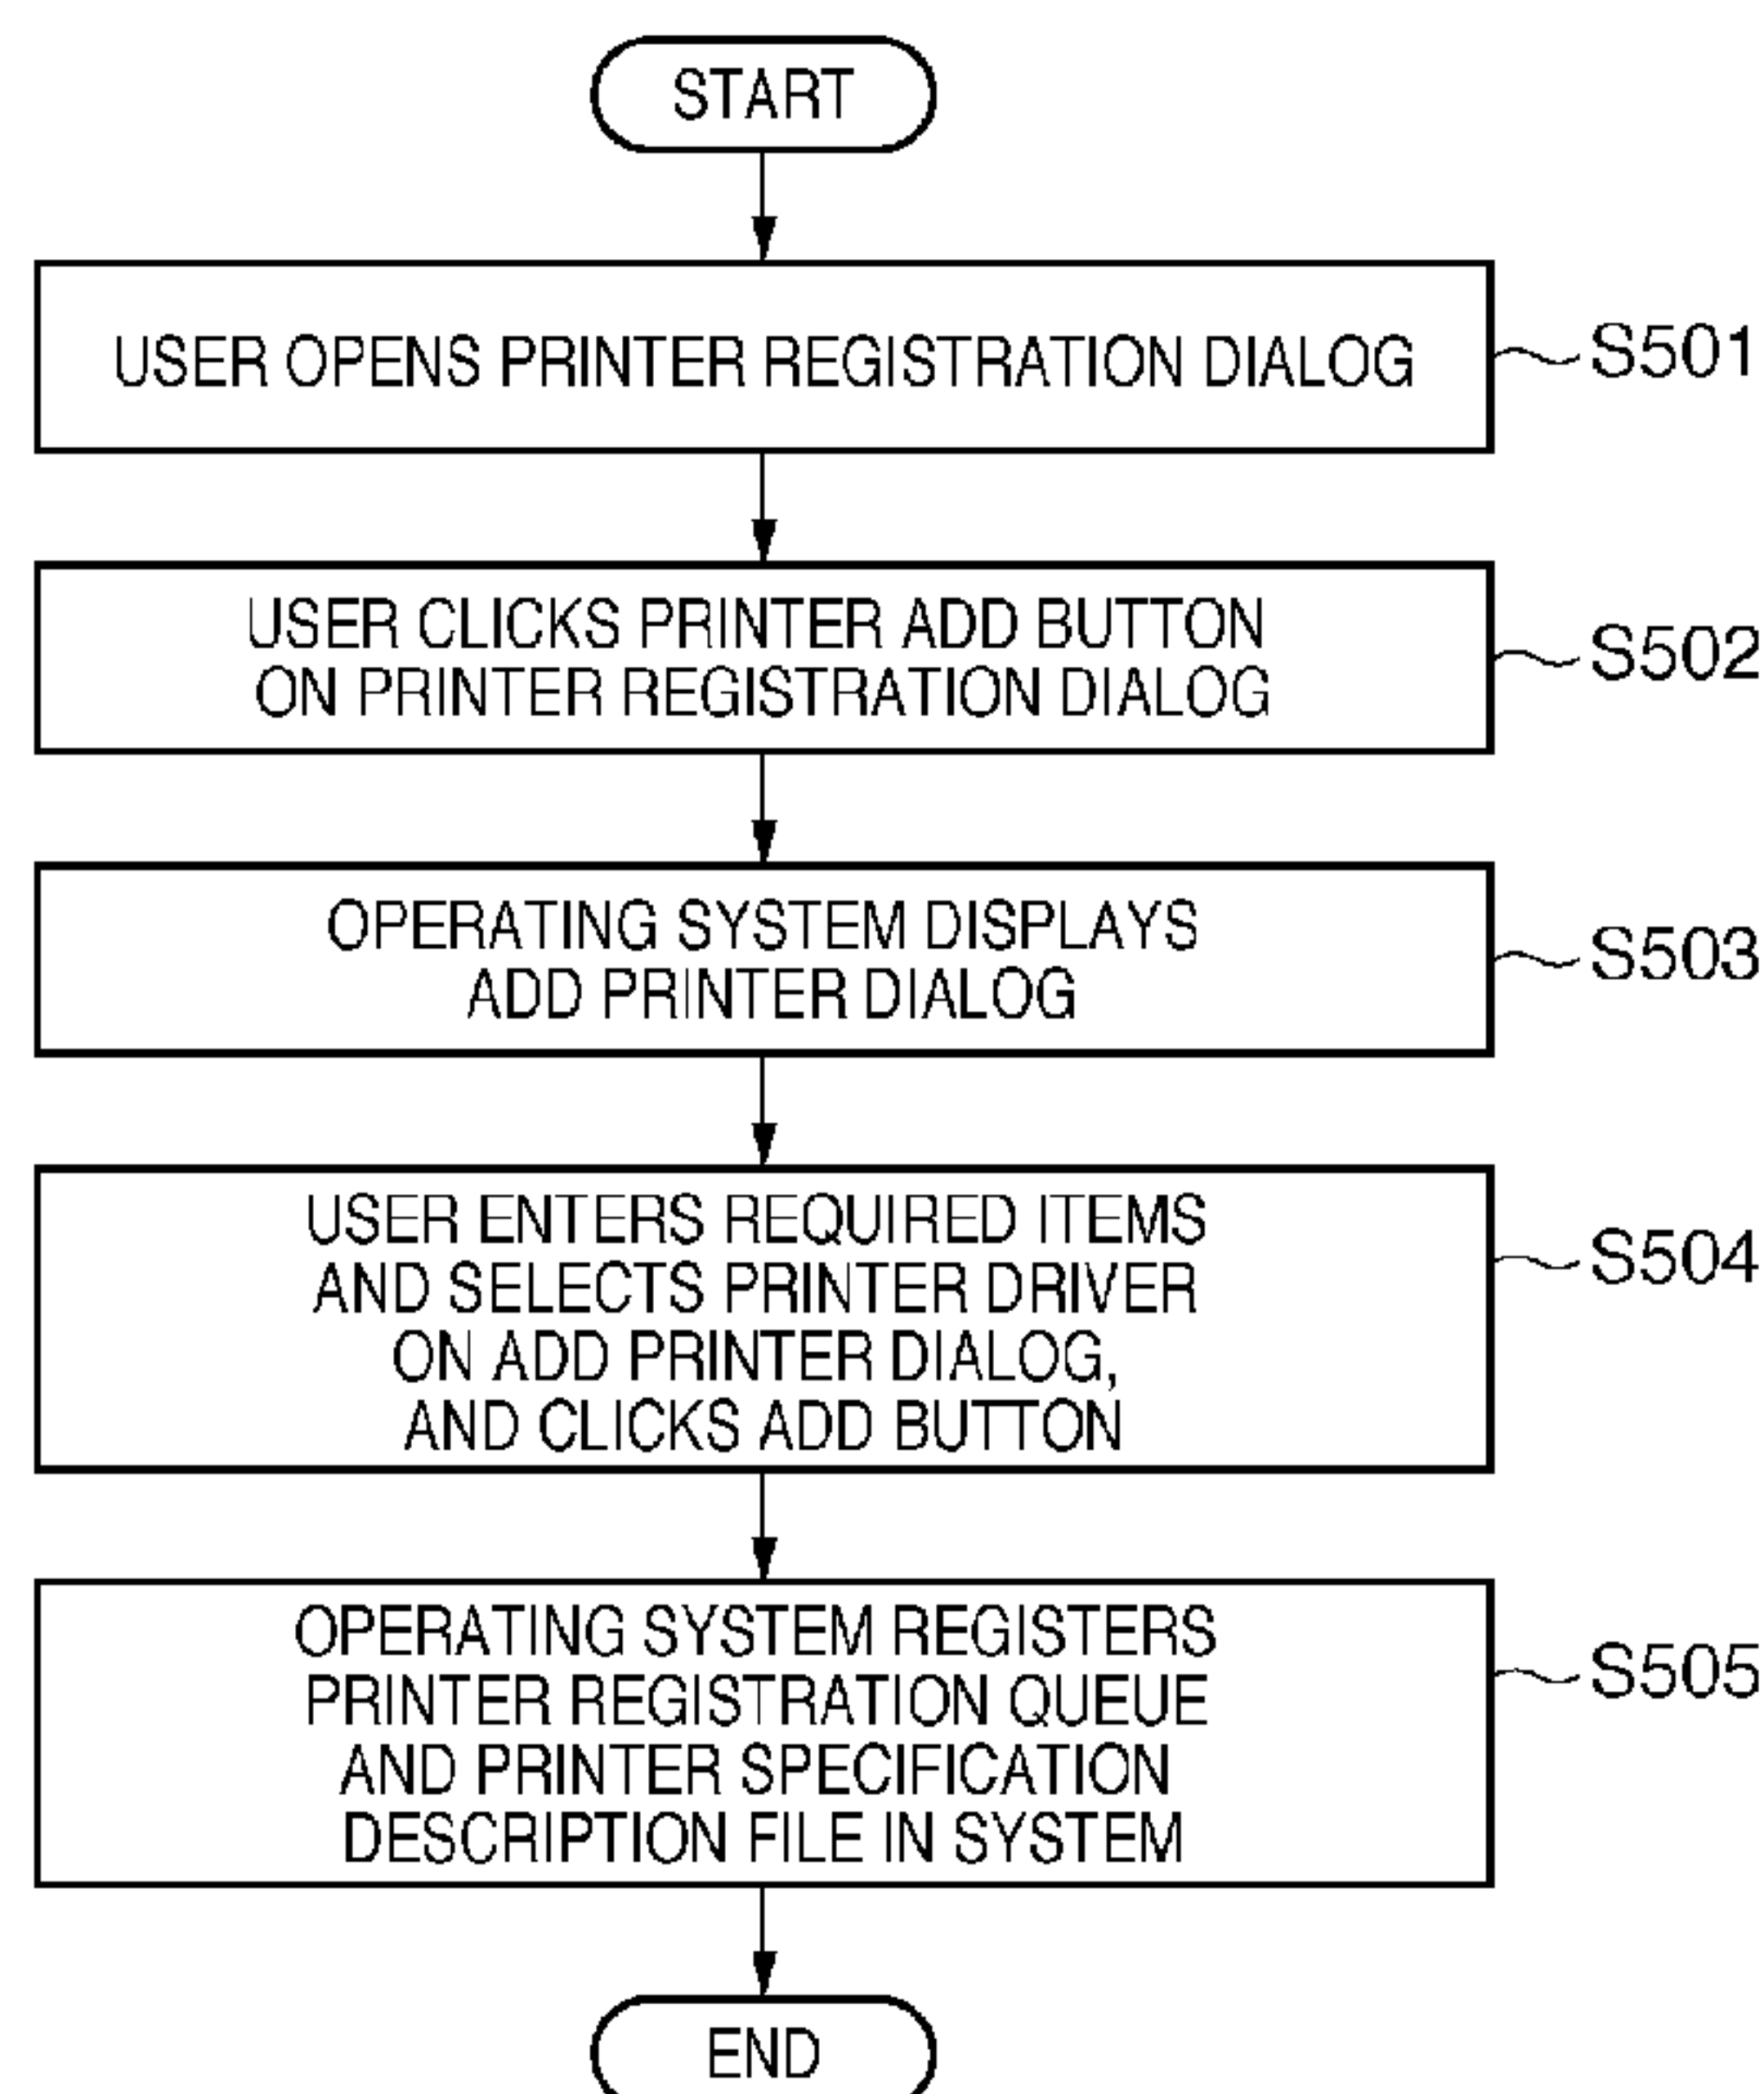 START
USER OPENS PRINTER REGISTRATION DIALOG
S501
USER CLICKS PRINTER ADD BUTTON
ON PRINTER REGISTRATION DIALOG
S502
OPERATING SYSTEM DISPLAYS
ADD PRINTER DIALOG
S503
USER ENTERS REQUIRED ITEMS
AND SELECTS PRINTER DRIVER
ON ADD PRINTER DIALOG,
AND CLICKS ADD BUTTON
S504
OPERATING SYSTEM REGISTERS
PRINTER REGISTRATION QUEUE
AND PRINTER SPECIFICATION
DESCRIPTION FILE IN SYSTEM
S505
END